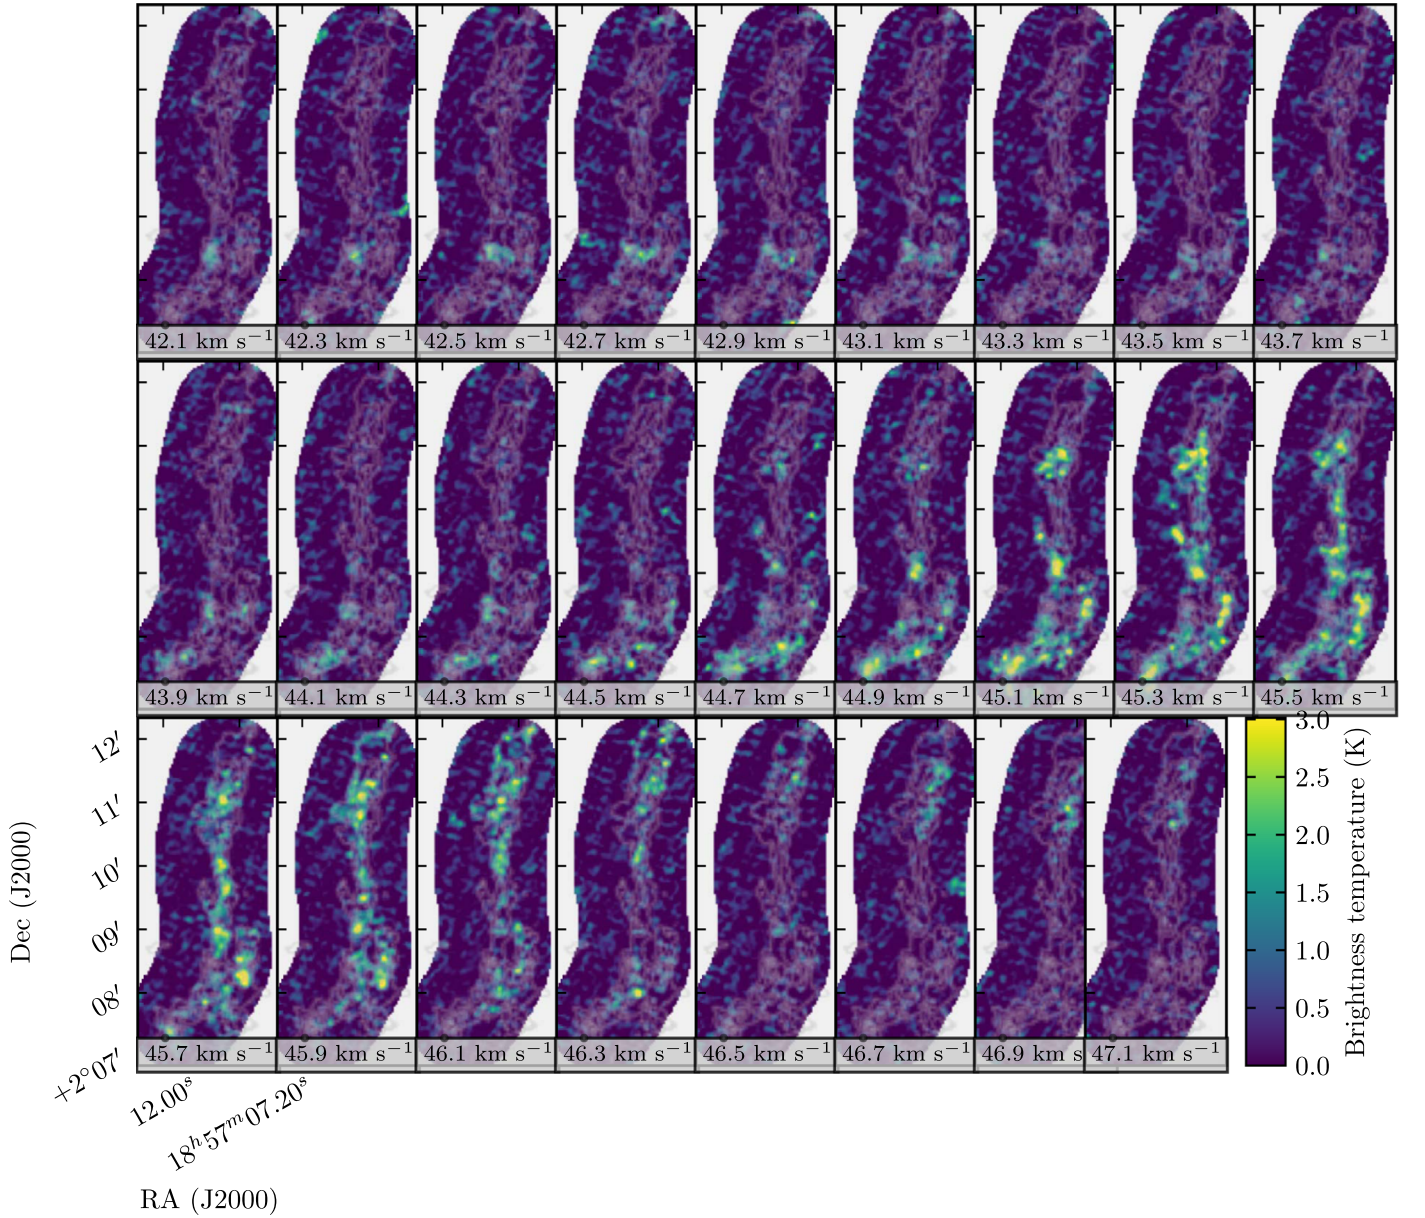 42.1 km s⁻¹ 42.3 km s⁻¹ 42.5 km s⁻¹ 42.7 km s⁻¹ 42.9 km s⁻¹ 43.1 km s⁻¹ 43.3 km s⁻¹ 43.5 km s⁻¹ 43.7 km s⁻¹
43.9 km s⁻¹ 44.1 km s⁻¹ 44.3 km s⁻¹ 44.5 km s⁻¹ 44.7 km s⁻¹ 44.9 km s⁻¹ 45.1 km s⁻¹ 45.3 km s⁻¹ 45.5 km s⁻¹
12′
11′
10′
09′
08′
+2°07′
Dec (J2000)
45.7 km s⁻¹ 45.9 km s⁻¹ 46.1 km s⁻¹ 46.3 km s⁻¹ 46.5 km s⁻¹ 46.7 km s⁻¹ 46.9 km s 47.1 km s⁻¹
3.0
2.5
2.0
1.5
1.0
0.5
0.0
Brightness temperature (K)
12.00ˢ
18ʰ57ᵐ07.20ˢ
RA (J2000)